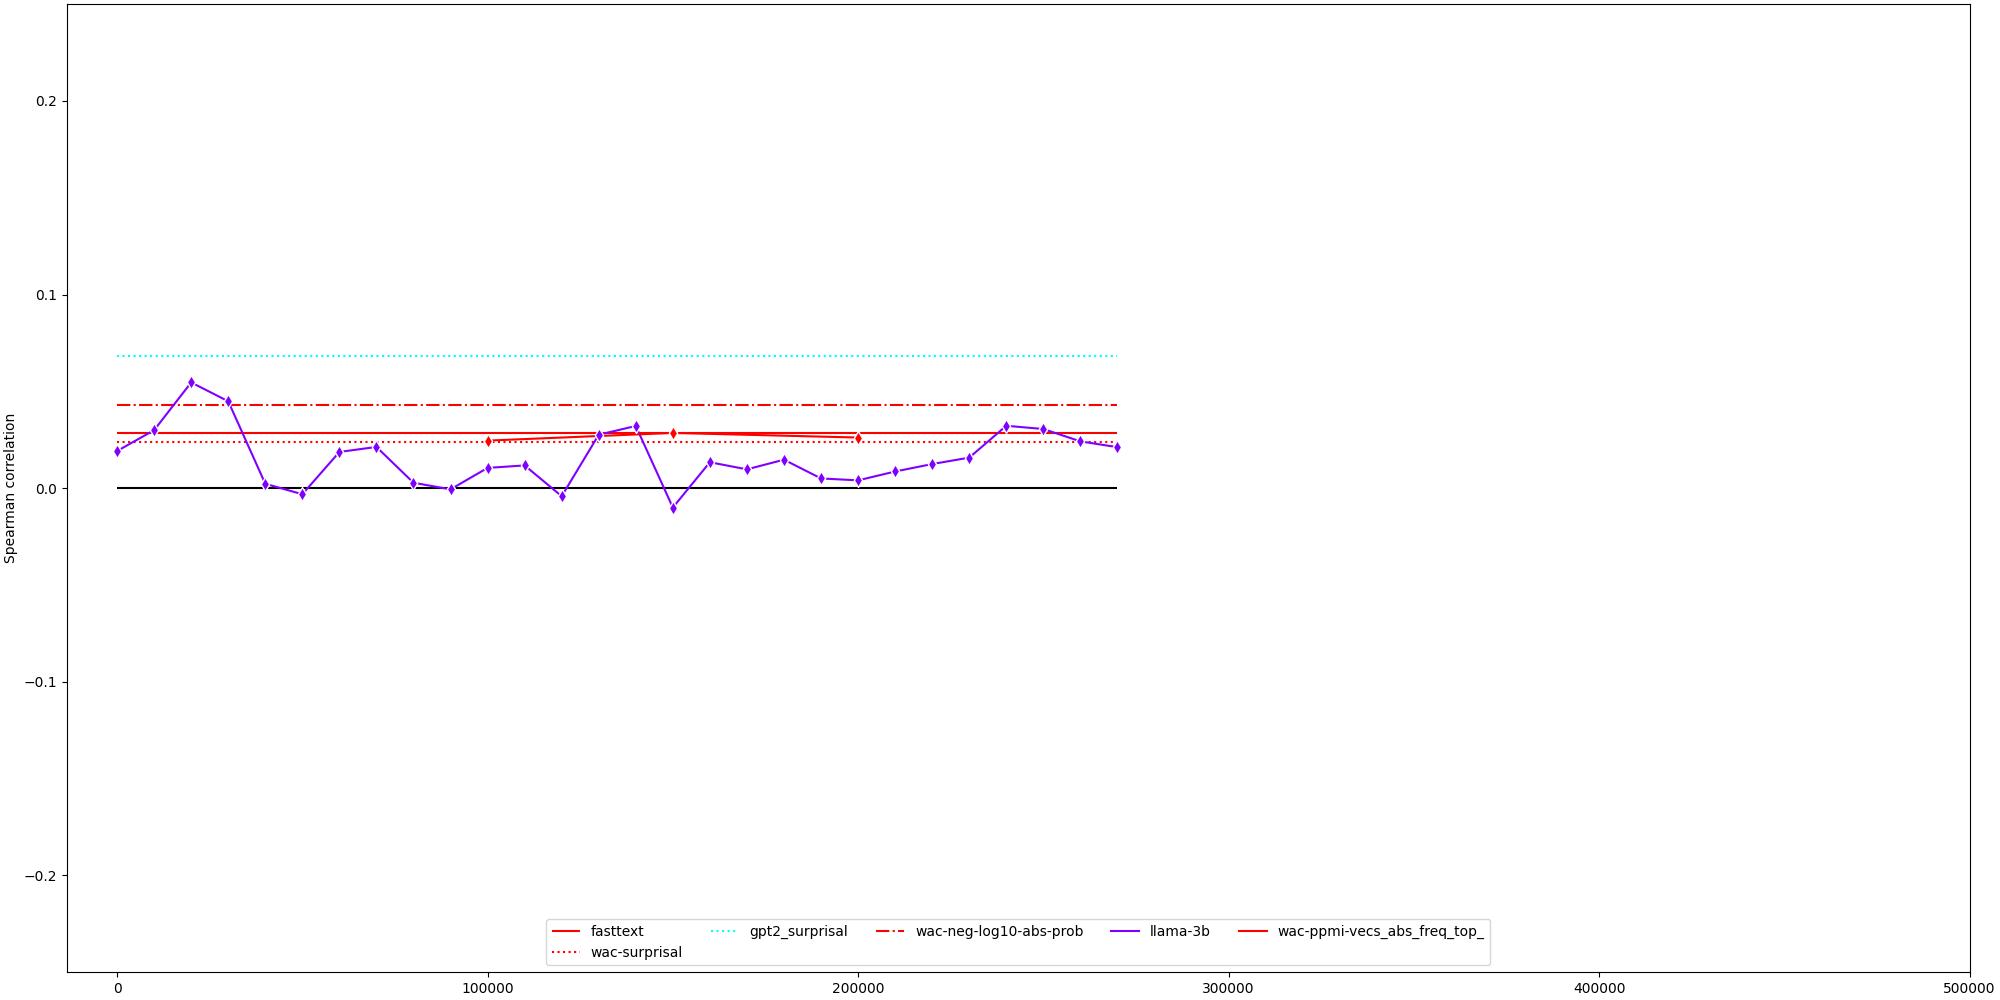 0.2
0.1
0.0
−0.1
−0.2
Spearman correlation
fasttext
wac-surprisal
gpt2_surprisal
wac-neg-log10-abs-prob
llama-3b
wac-ppmi-vecs_abs_freq_top_
0
100000
200000
300000
400000
500000